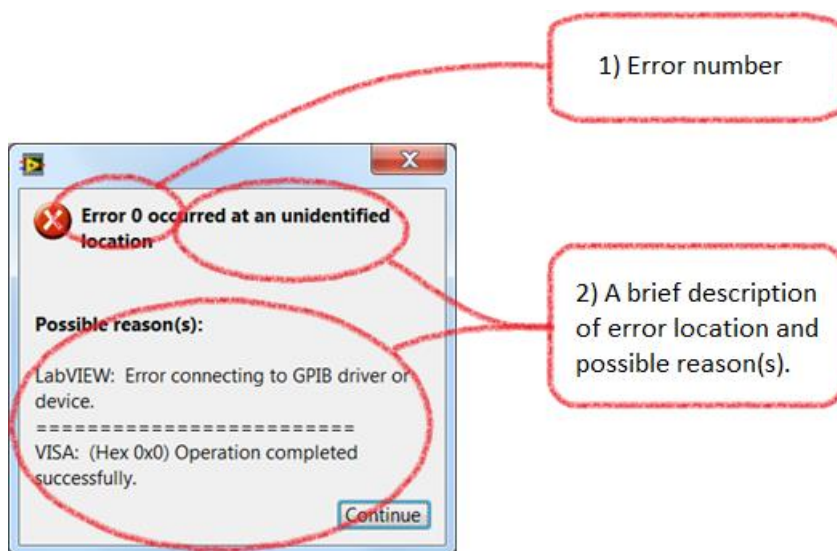 1) Error number
Error 0 occurred at an unidentified
location
Possible reason(s):
LabVIEW:  Error connecting to GPIB driver or
device.
=========================
VISA:  (Hex 0x0) Operation completed
successfully.
Continue
2) A brief description
of error location and
possible reason(s).